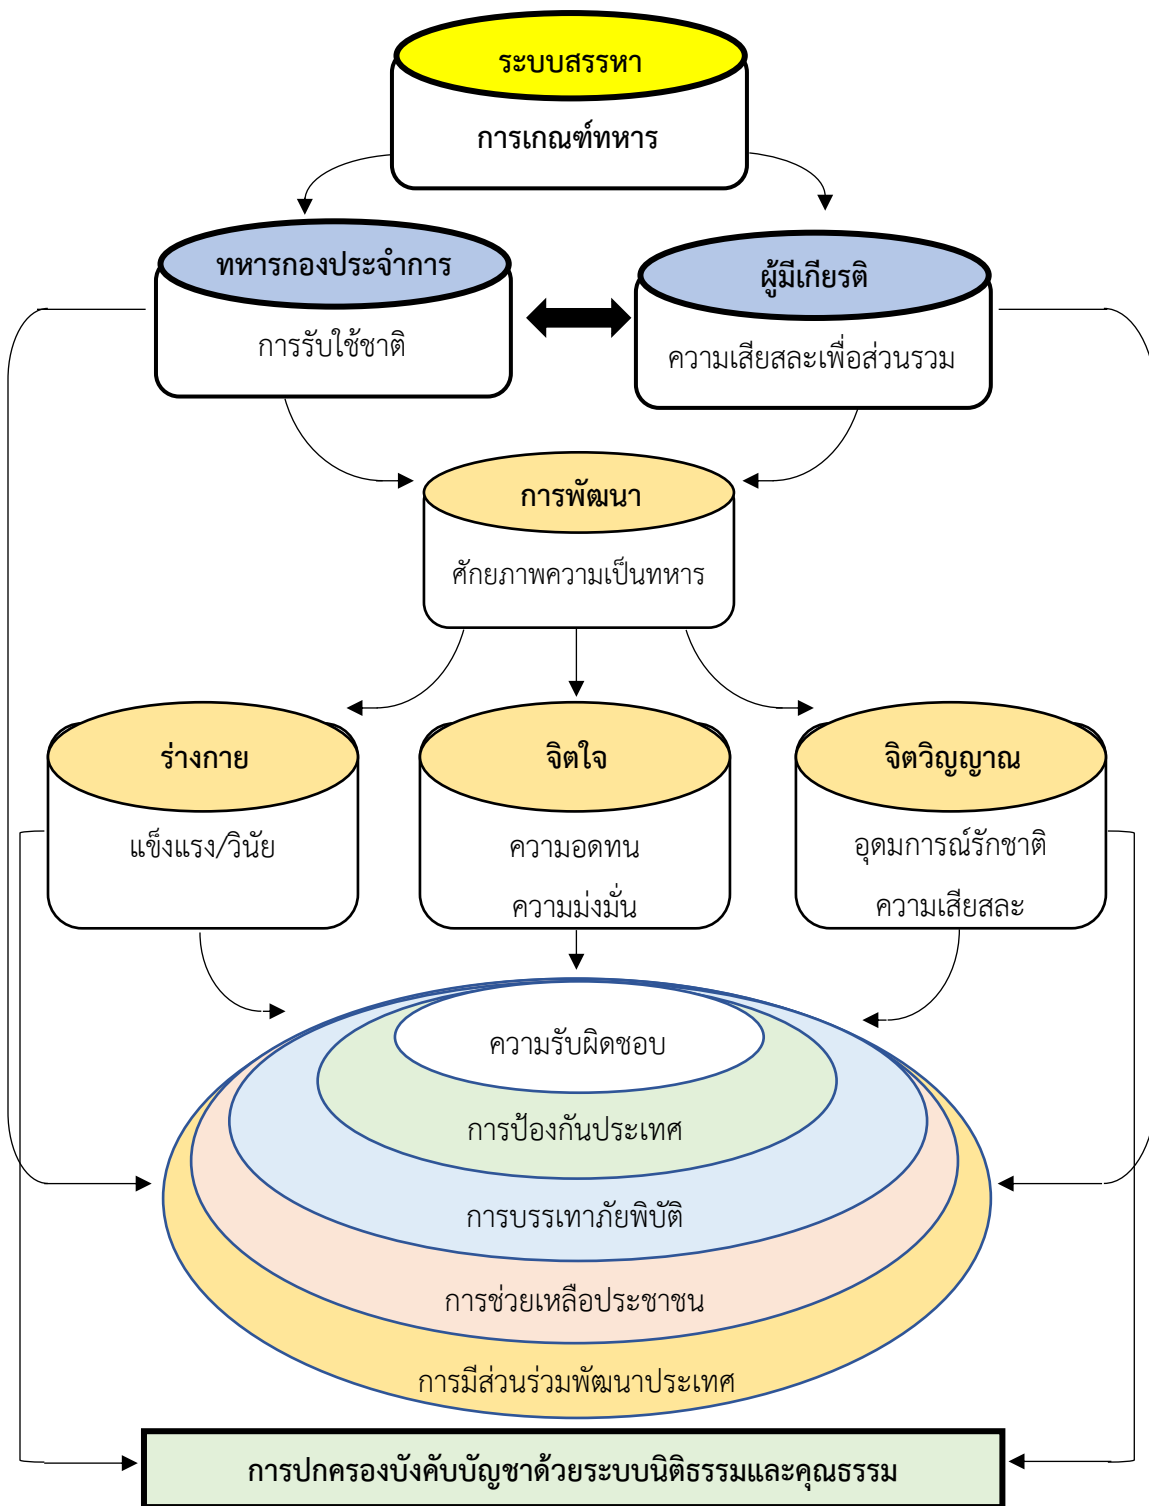 ระบบสรรหา
การเกณฑ์ทหาร
ทหารกองประจำการ
การรับใช้ชาติ
ผู้มีเกียรติ
ความเสียสละเพื่อส่วนรวม
การพัฒนา
ศักยภาพความเป็นทหาร
ร่างกาย
แข็งแรง/วินัย
จิตใจ
ความอดทน
ความม่งมั่น
จิตวิญญาณ
อุดมการณ์รักชาติ
ความเสียสละ
ความรับผิดชอบ
การป้องกันประเทศ
การบรรเทาภัยพิบัติ
การช่วยเหลือประชาชน
การมีส่วนร่วมพัฒนาประเทศ
การปกครองบังคับบัญชาด้วยระบบนิติธรรมและคุณธรรม